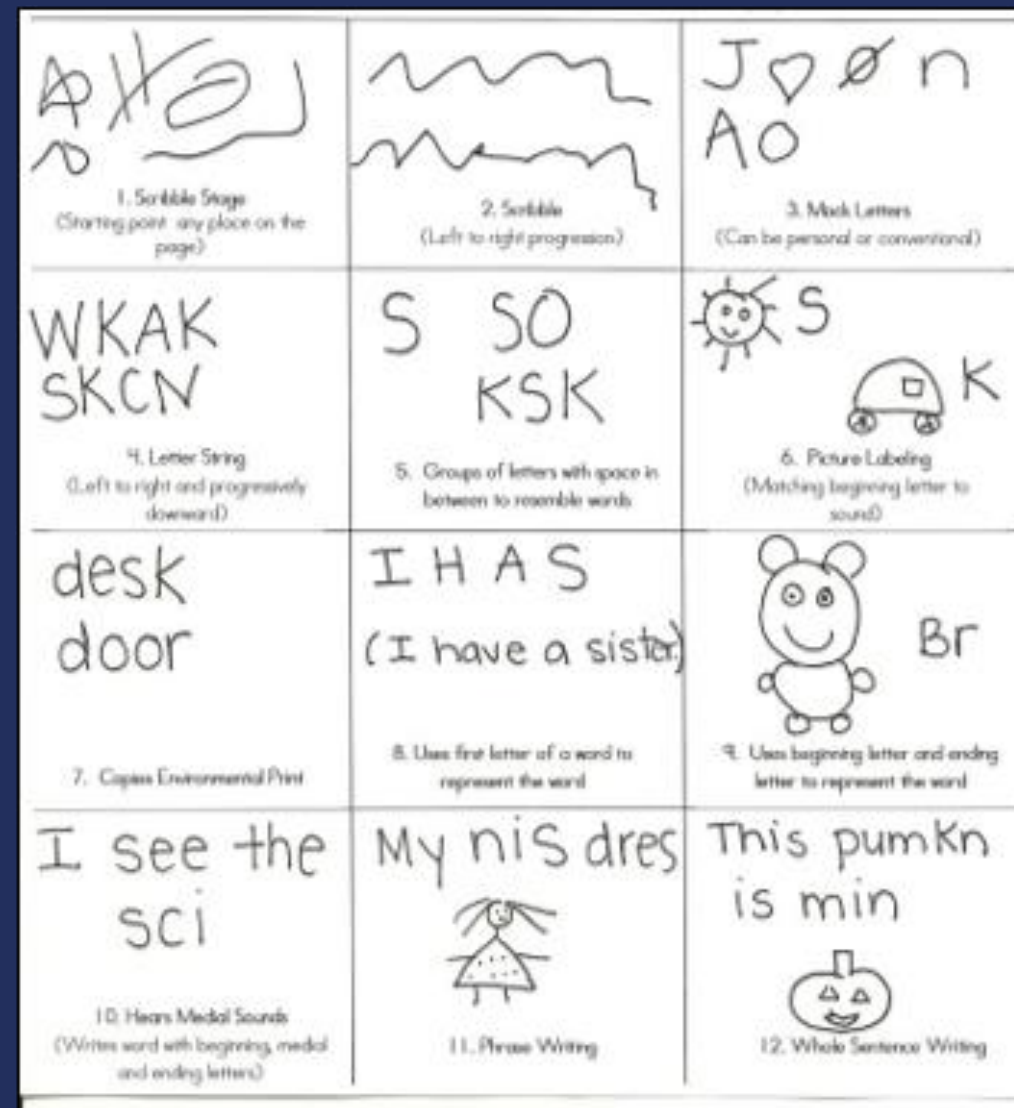 1. Scribble Stage
(Starting point any place on the
page)
2. Scribble
(Left to right progression)
J n
AO
3. Mock Letters
(Can be personal or conventional)
WKAK
SKCN
4. Letter String
(Left to right and progressively
downward)
S SO
KSK
5. Groups of letters with space in
between to resemble words
S
K
6. Picture Labeling
(Matching beginning letter to
sound)
desk
door
7. Copies Environmental Print
I H A S
(I have a sister.)
8. Uses first letter of a word to
represent the word
Br
9. Uses beginning letter and ending
letter to represent the word
I see the
sci
10. Hears Medial Sounds
(Writes word with beginning, medial
and ending letters)
My nis dres
11. Phrase Writing
This pumkn
is min
12. Whole Sentence Writing